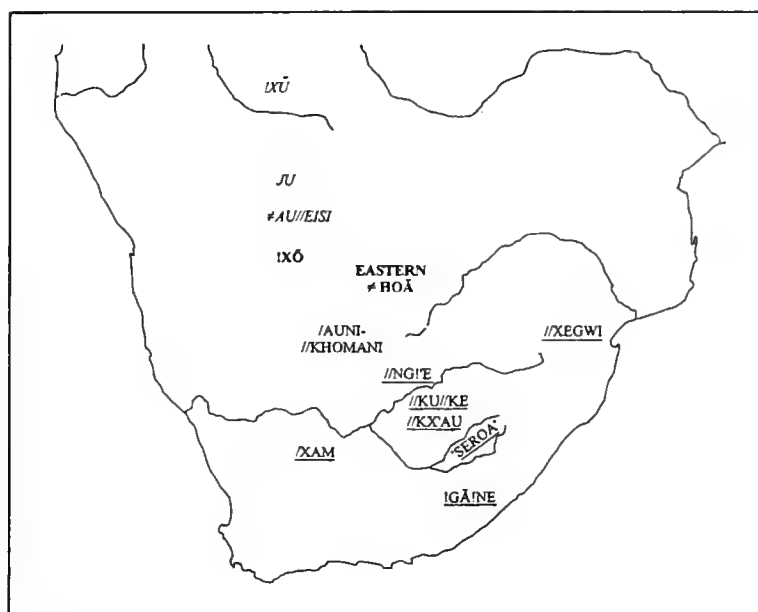 !XŨ
JU
≠AU//EISI
!XÕ
EASTERN
≠ HOÃ
/AUNI-
//KHOMANI
//XEGWI
//NG!'E
//KU//KE
//KX'AU
"SEROA"
/XAM
!GÃ!NE